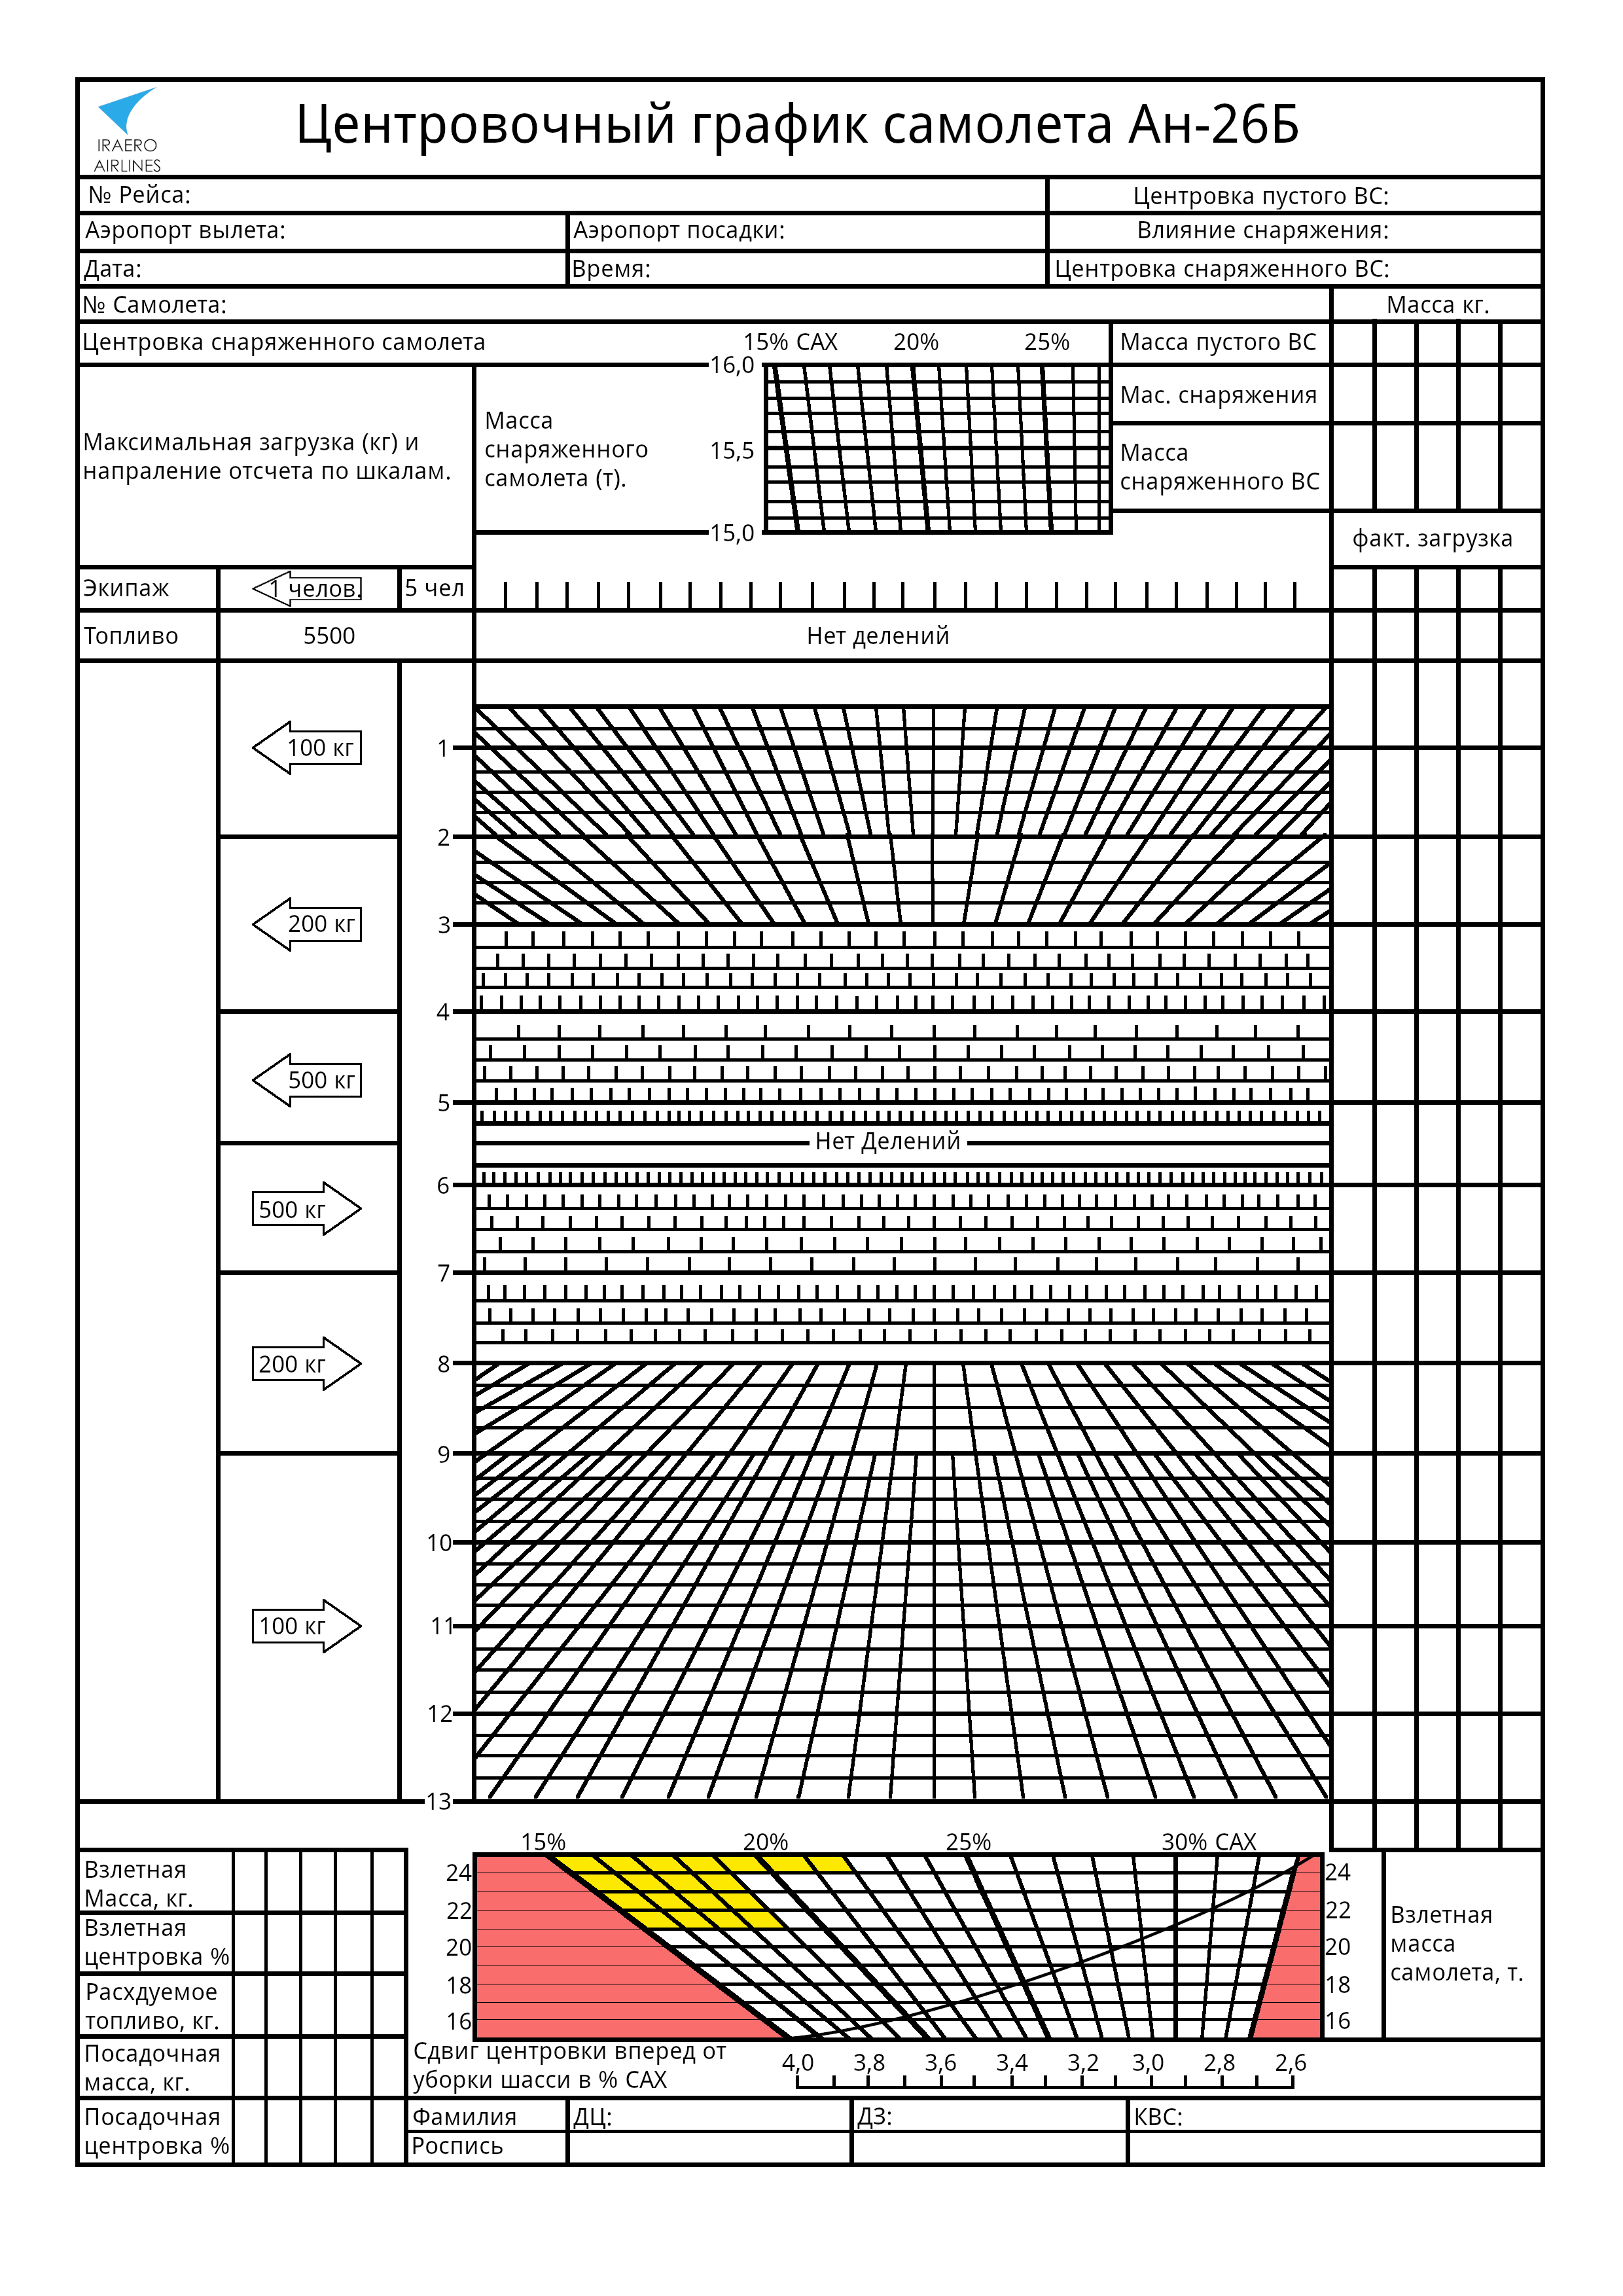 IRAERO
AIRLINES
Центровочный график самолета Ан-26Б
№ Рейса:
Центровка пустого ВС:
Аэропорт вылета:
Аэропорт посадки:
Влияние снаряжения:
Дата:
Время:
Центровка снаряженного ВС:
№ Самолета:
Масса кг.
Центровка снаряженного самолета
15% САХ
20%
25%
Масса пустого ВС
16,0
Мас. снаряжения
Максимальная загрузка (кг) и
напраление отсчета по шкалам.
Масса
снаряженного
самолета (т).
15,5
Масса
снаряженного ВС
15,0
факт. загрузка
Экипаж
1 челов.
5 чел
Топливо
5500
Нет делений
100 кг
1
2
200 кг
3
4
500 кг
5
Нет Делений
6
500 кг
7
200 кг
8
9
10
100 кг
11
12
13
15%
20%
25%
30% САХ
Взлетная
Масса, кг.
24
24
22
22
Взлетная
центровка %
20
20
Взлетная
масса
самолета, т.
Расхдуемое
топливо, кг.
18
18
16
16
Посадочная
масса, кг.
Сдвиг центровки вперед от
уборки шасси в % САХ
4,0
3,8
3,6
3,4
3,2
3,0
2,8
2,6
Посадочная
центровка %
Фамилия
ДЦ:
ДЗ:
КВС:
Роспись